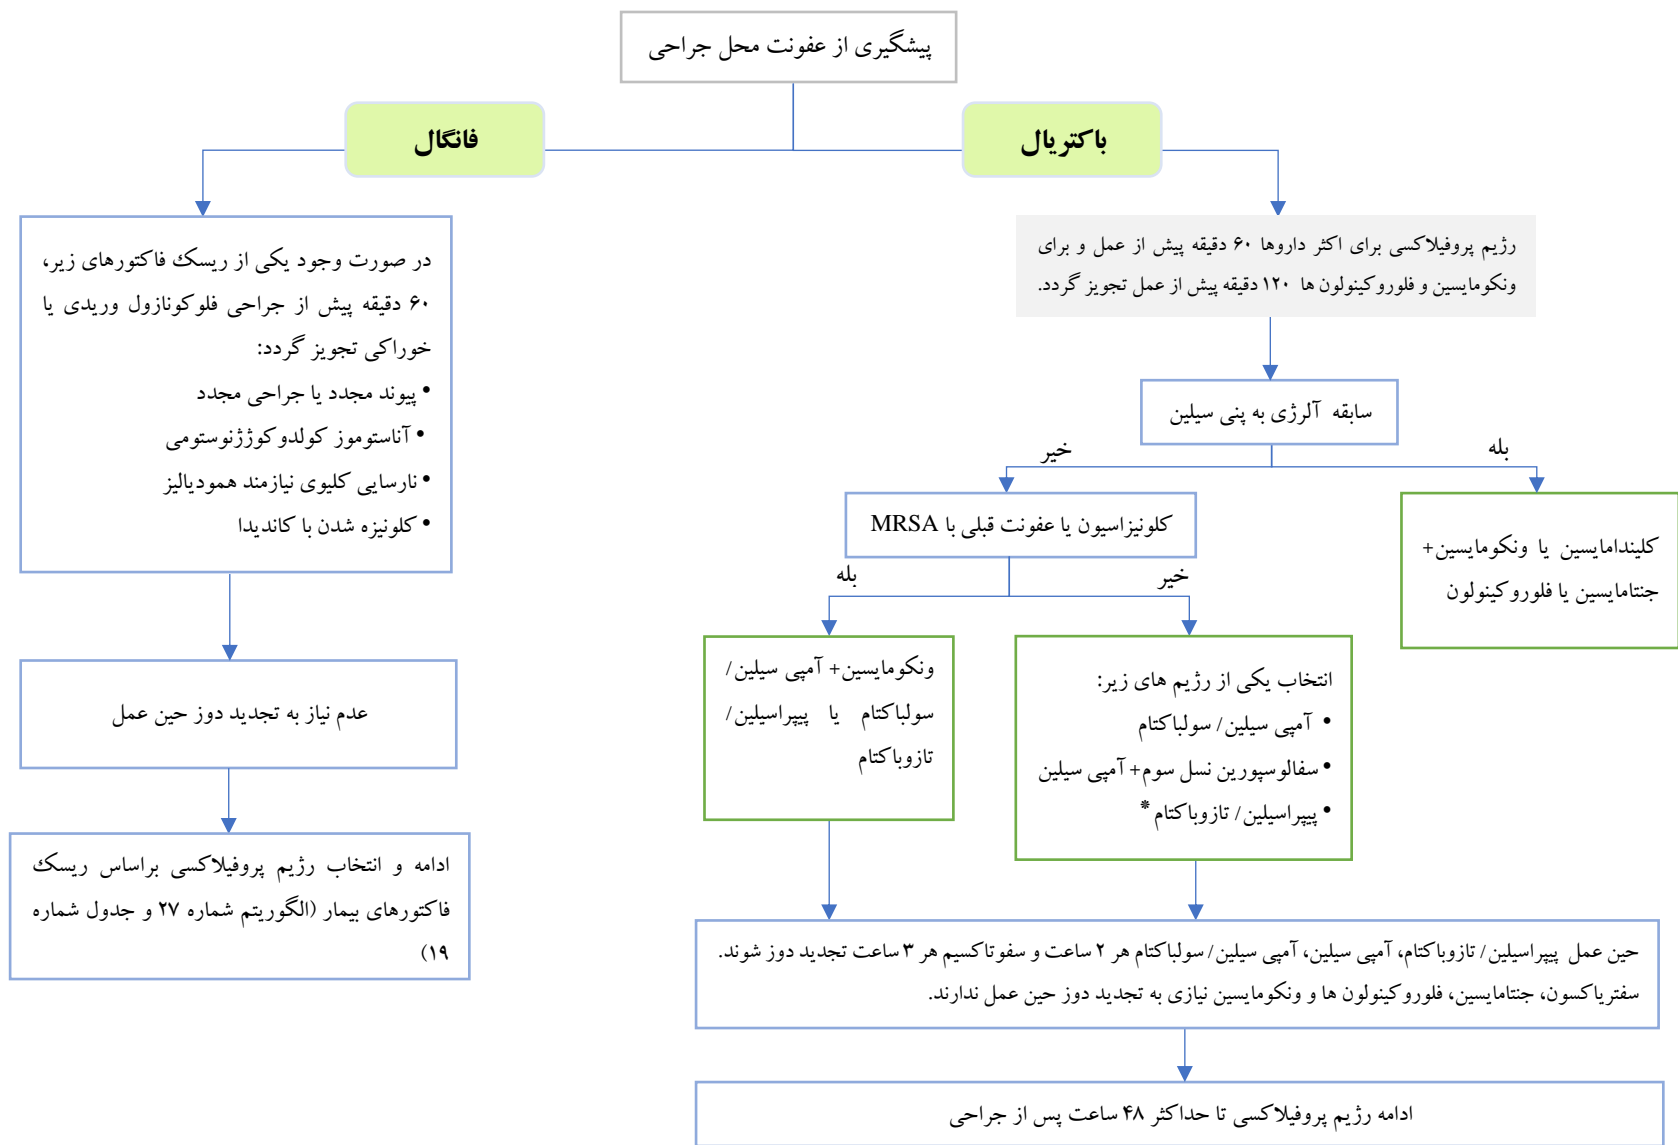 پیشگیری از عفونت محل جراحی
باکتریال
فانگال
رژیم پروفیلاکسی برای اکثر داروها ۶۰ دقیقه پیش از عمل و برای
ونکومایسین و فلوروکینولون ها ۱۲۰ دقیقه پیش از عمل تجویز گردد.
سابقه آلرژی به پنی سیلین
بله
خیر
کلیندامایسین یا ونکومایسین+
جنتامایسین یا فلوروکینولون
کلونیزاسیون یا عفونت قبلی با MRSA
خیر
بله
انتخاب یکی از رژیم های زیر:
• آمپی سیلین/ سولباکتام
• سفالوسپورین نسل سوم+ آمپی سیلین
• پیپراسیلین/ تازوباکتام*
ونکومایسین+ آمپی سیلین/
سولباکتام یا پیپراسیلین/
تازوباکتام
حین عمل پیپراسیلین/ تازوباکتام، آمپی سیلین، آمپی سیلین/ سولباکتام هر ۲ ساعت و سفوتاکسیم هر ۳ ساعت تجدید دوز شوند.
سفتریاکسون، جنتامایسین، فلوروکینولون ها و ونکومایسین نیازی به تجدید دوز حین عمل ندارند.
ادامه رژیم پروفیلاکسی تا حداکثر ۴۸ ساعت پس از جراحی
در صورت وجود یکی از ریسک فاکتورهای زیر،
۶۰ دقیقه پیش از جراحی فلوکونازول وریدی یا
خوراکی تجویز گردد:
• پیوند مجدد یا جراحی مجدد
• آناستوموز کولدوکوژژنوستومی
• نارسایی کلیوی نیازمند همودیالیز
• کلونیزه شدن با کاندیدا
عدم نیاز به تجدید دوز حین عمل
ادامه و انتخاب رژیم پروفیلاکسی براساس ریسک
فاکتورهای بیمار (الگوریتم شماره ۲۷ و جدول شماره
۱۹)